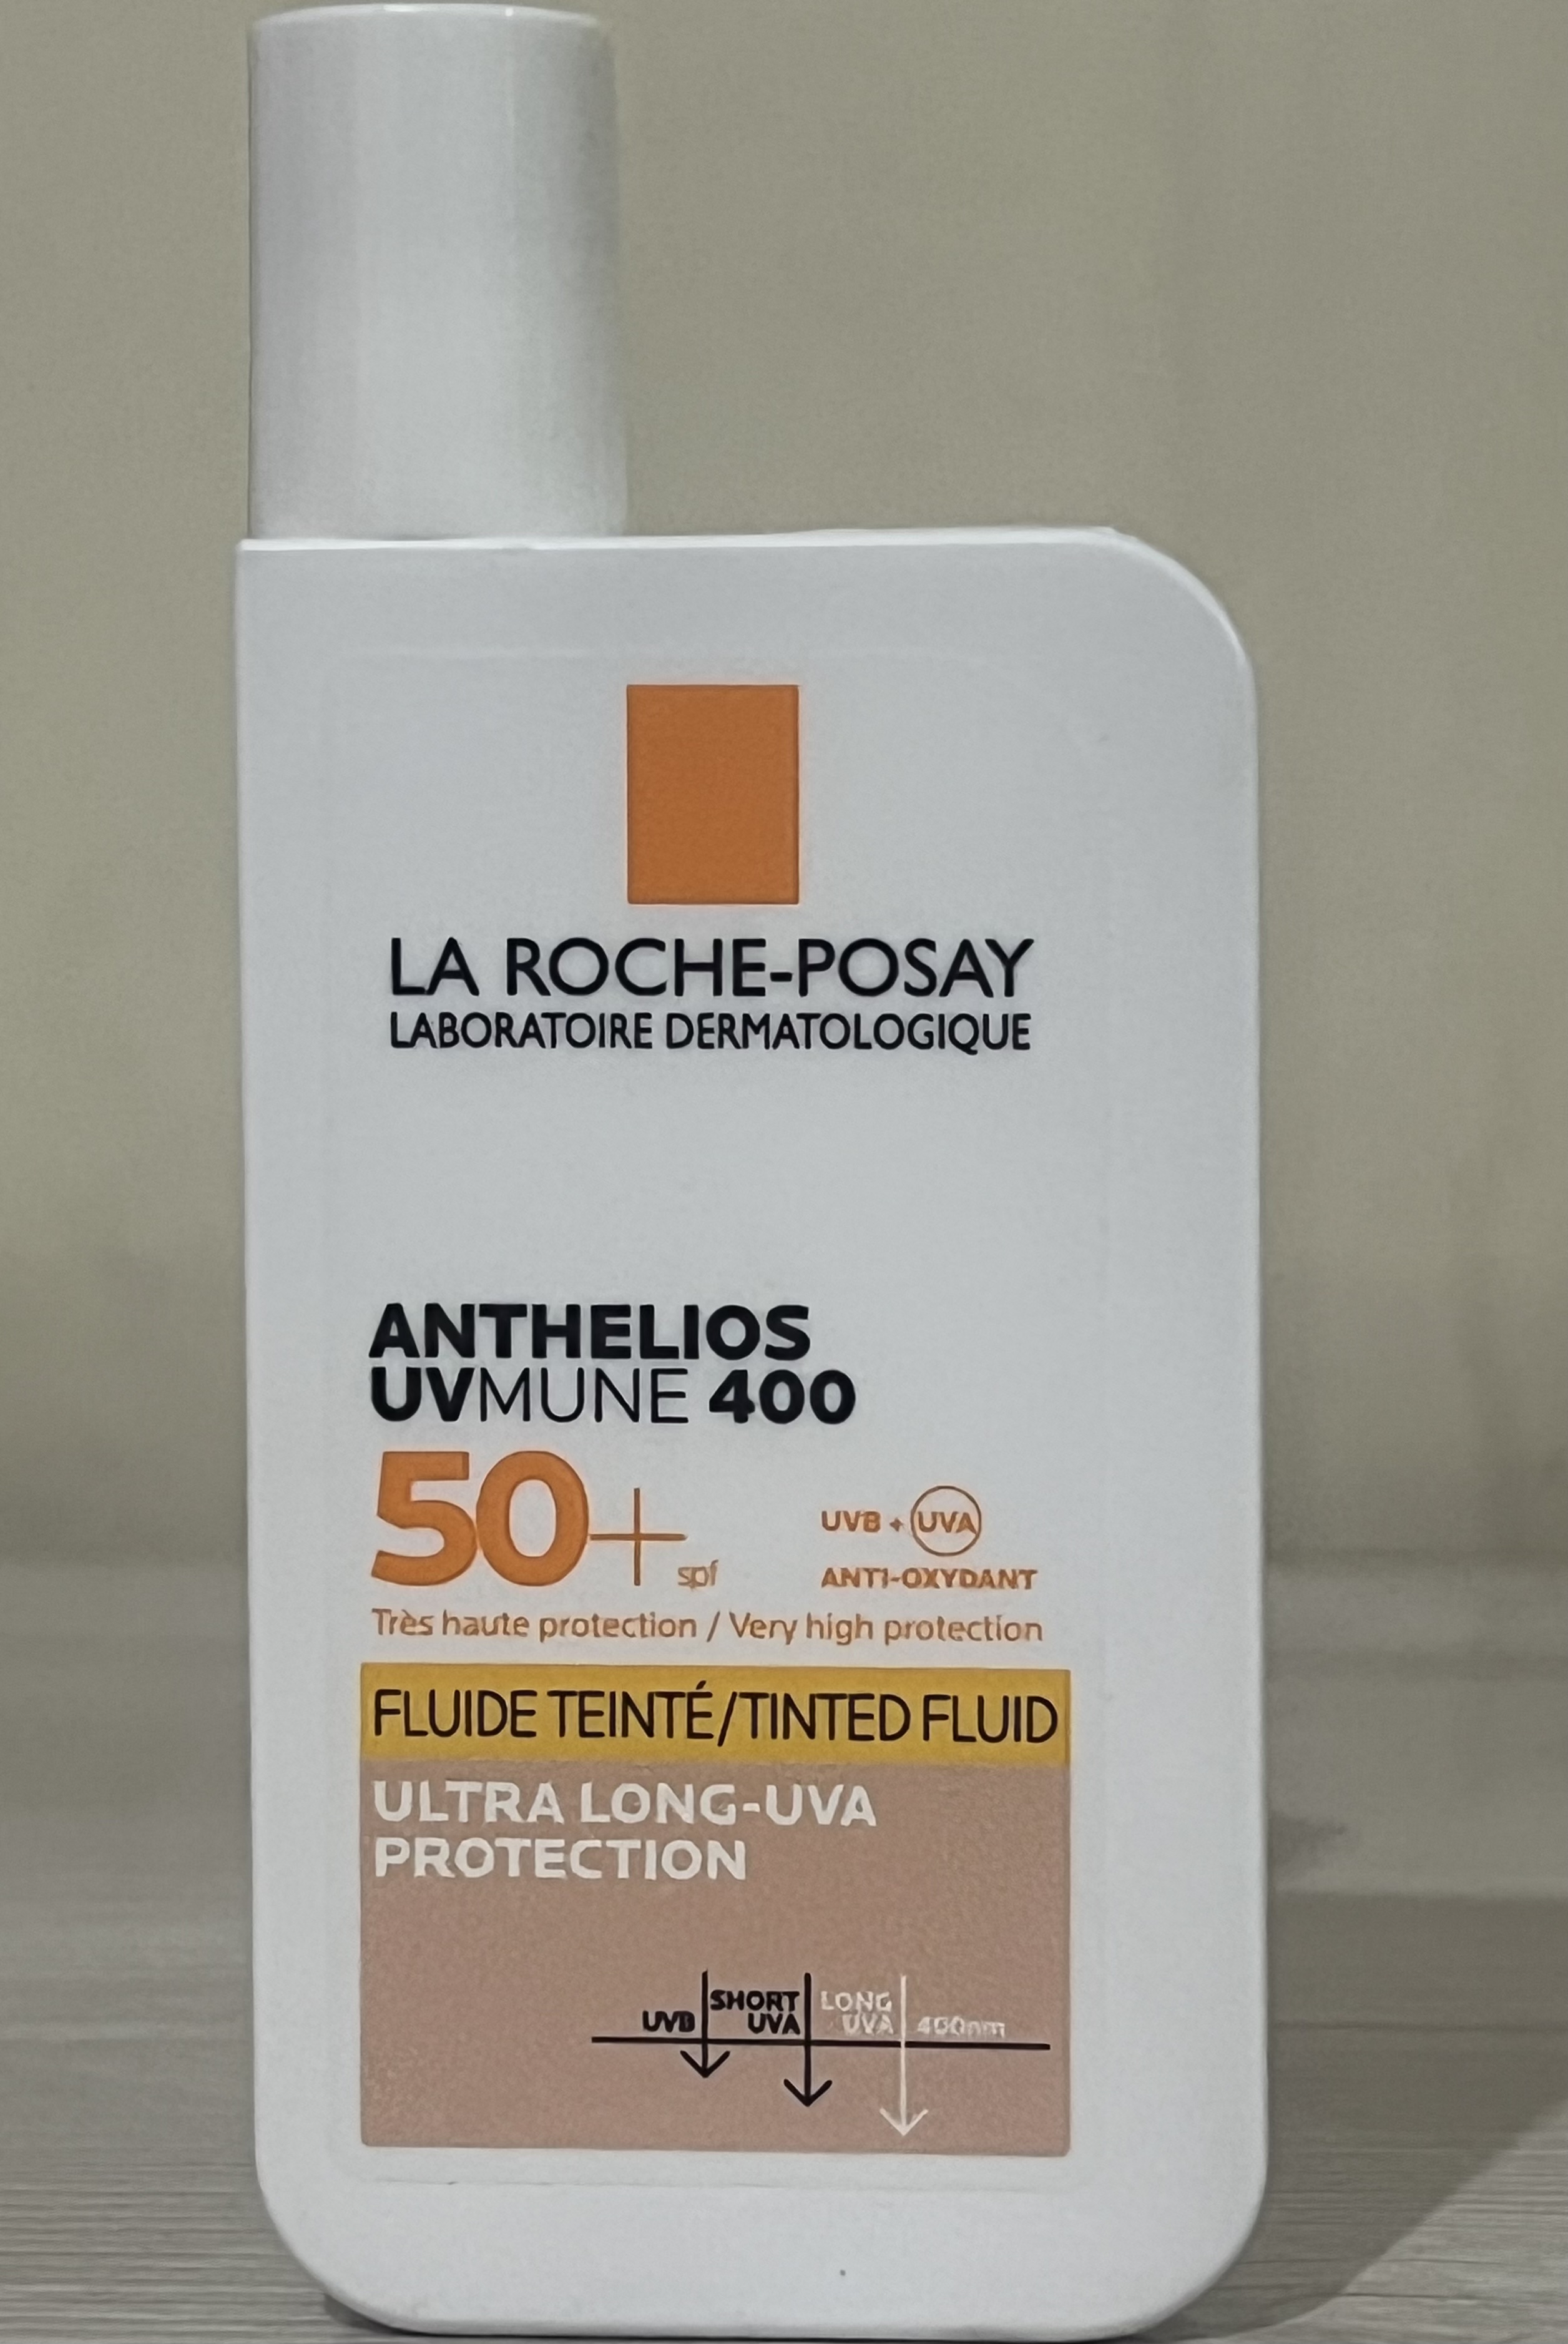 LA ROCHE-POSAY
LABORATOIRE DERMATOLOGIQUE
ANTHELIOS
UVMUNE 400
50+ spf
UVB + UVA
ANTI-OXYDANT
Très haute protection / Very high protection
FLUIDE TEINTÉ/TINTED FLUID
ULTRA LONG-UVA
PROTECTION
UVB
SHORT
UVA
LONG
UVA
400nm